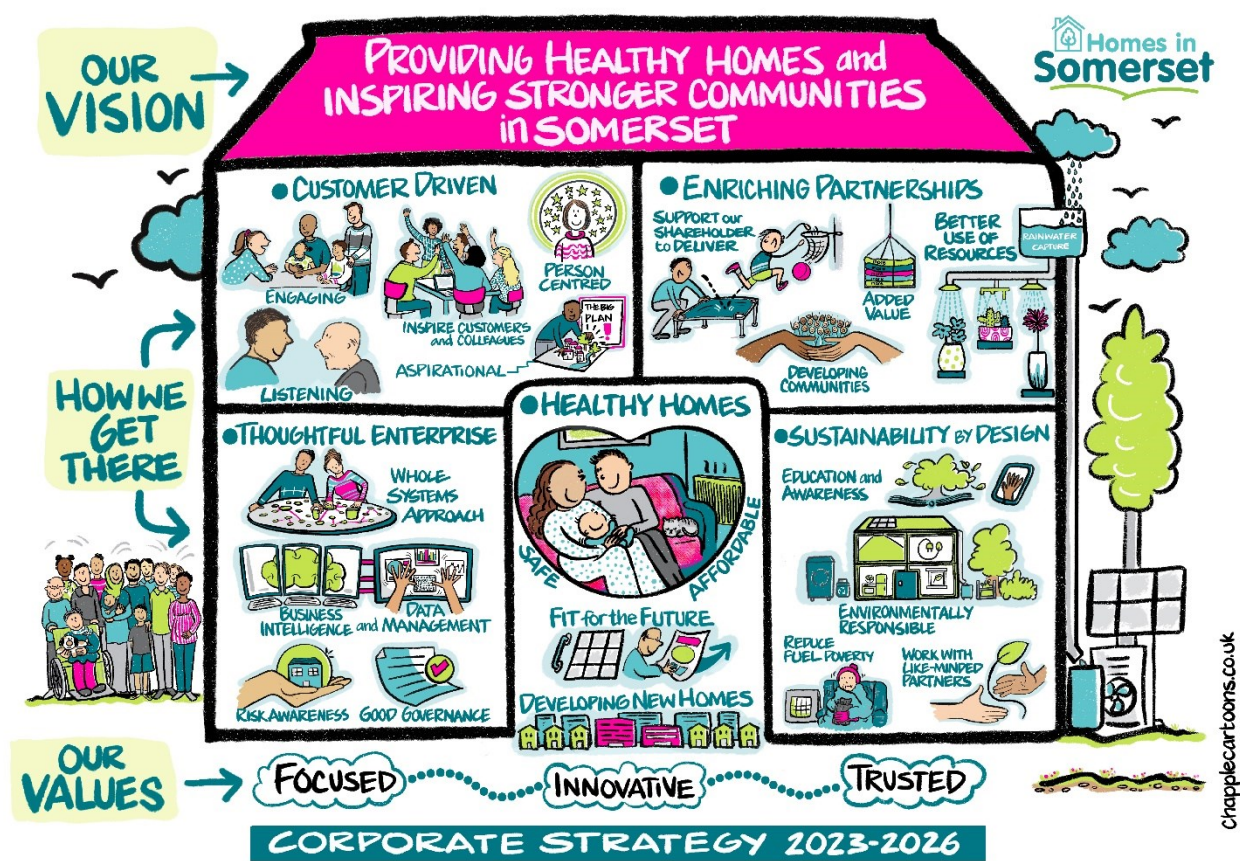 OUR
VISION
PROVIDING HEALTHY HOMES and
INSPIRING STRONGER COMMUNITIES
in SOMERSET
Homes in
Somerset
HOW WE
GET
THERE
CUSTOMER DRIVEN
ENGAGING
INSPIRE CUSTOMERS
and COLLEAGUES
PERSON
CENTRED
THE BIG
PLAN
!
ASPIRATIONAL
LISTENING
ENRICHING PARTNERSHIPS
SUPPORT our
SHAREHOLDER
to DELIVER
ADDED
VALUE
BETTER
USE OF
RESOURCES
RAINWATER
CAPTURE
DEVELOPING
COMMUNITIES
THOUGHTFUL ENTERPRISE
WHOLE
SYSTEMS
APPROACH
BUSINESS
INTELLIGENCE and DATA
MANAGEMENT
RISK AWARENESS
GOOD GOVERNANCE
HEALTHY HOMES
SAFE
AFFORDABLE
FIT for the FUTURE
DEVELOPING NEW HOMES
SUSTAINABILITY BY DESIGN
EDUCATION and
AWARENESS
ENVIRONMENTALLY
RESPONSIBLE
REDUCE
FUEL POVERTY
WORK WITH
LIKE-MINDED
PARTNERS
OUR
VALUES
FOCUSED
INNOVATIVE
TRUSTED
CORPORATE STRATEGY 2023-2026
Chapplecartoons.co.uk